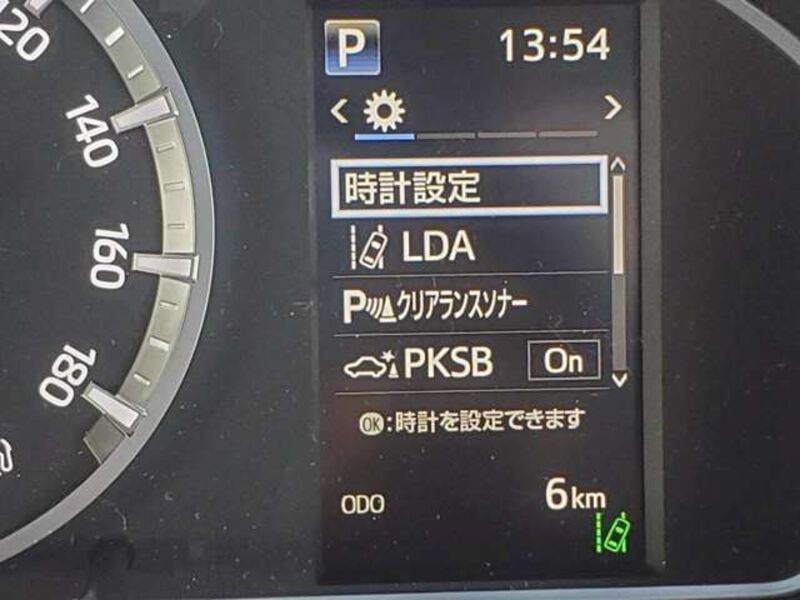 120
140
160
180
P 13:54
時計設定
LDA
Pクリアランスソナー
PKSB On
OK:時計を設定できます
ODO 6km